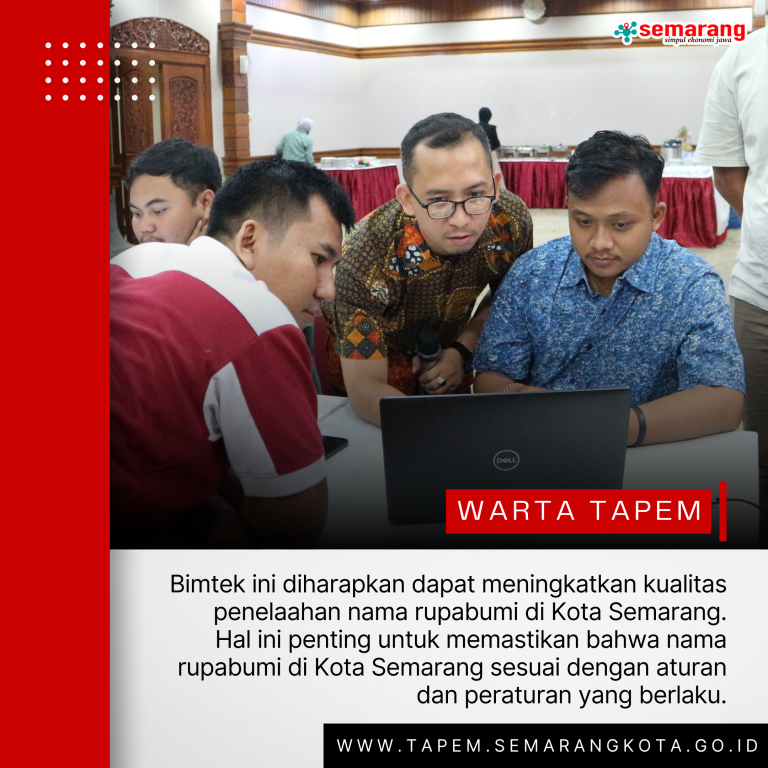 semarang
simpul ekonomi jawa
DELL
WARTA TAPEM
Bimtek ini diharapkan dapat meningkatkan kualitas
penelaahan nama rupabumi di Kota Semarang.
Hal ini penting untuk memastikan bahwa nama
rupabumi di Kota Semarang sesuai dengan aturan
dan peraturan yang berlaku.
WWW.TAPEM.SEMARANGKOTA.GO.ID